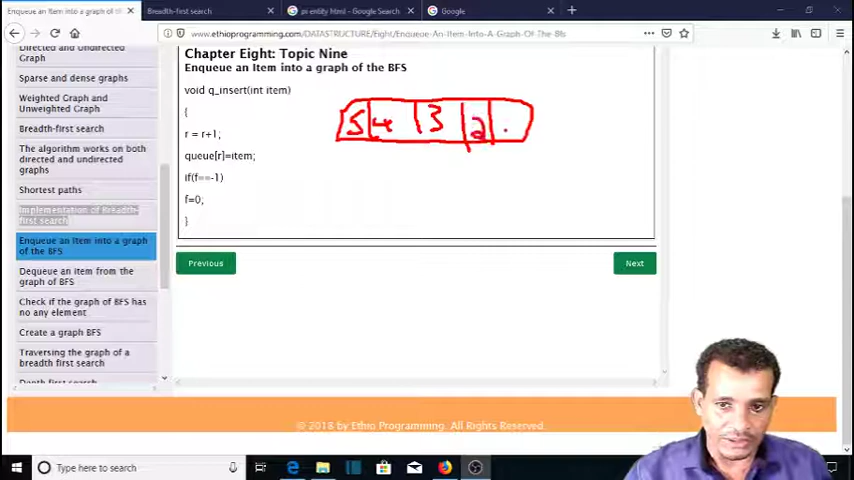 Enqueue an Item into a graph of t
Breadth-first search
pi entity html - Google Search
Google
www.ethioprogramming.com/DATASTRUCTURE/Eight/Enqueue-An-Item-Into-A-Graph-Of-The-Bfs
Directed and Undirected
Graph
Sparse and dense graphs
Weighted Graph and
Unweighted Graph
Breadth-first search
The algorithm works on both
directed and undirected
graphs
Shortest paths
Implementation of Breadth-
first search
Enqueue an item into a graph
of the BFS
Dequeue an item from the
graph of BFS
Check if the graph of BFS has
no any element
Create a graph BFS
Traversing the graph of a
breadth first search
Depth first search
Chapter Eight: Topic Nine
Enqueue an Item into a graph of the BFS
void q_insert(int item)
{
r = r+1;
queue[r]=item;
if(f==-1)
f=0;
}
5 4 3 2
Previous
Next
© 2018 by Ethio Programming. All Rights Reserved.
Type here to search